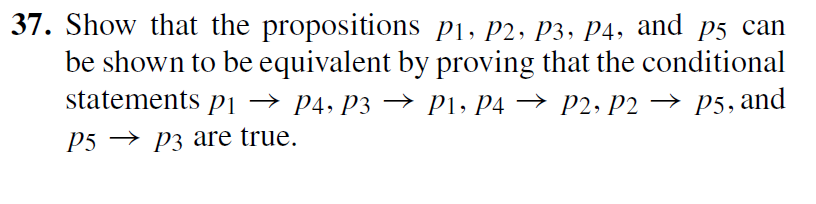 37. Show that the propositions p₁, p₂, p₃, p₄, and p₅ can
be shown to be equivalent by proving that the conditional
statements p₁ → p₄, p₃ → p₁, p₄ → p₂, p₂ → p₅, and
p₅ → p₃ are true.